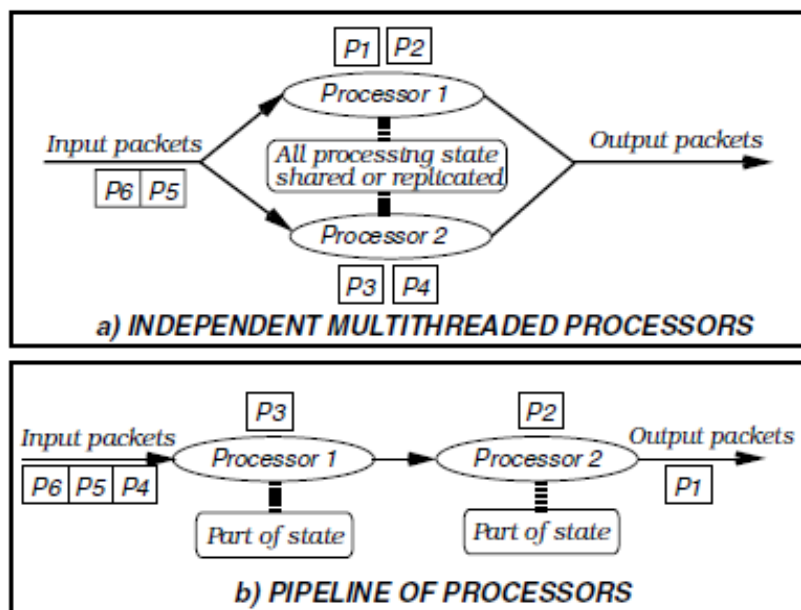 P1 P2
Processor 1
Input packets
Output packets
All processing state
shared or replicated
P6 P5
Processor 2
P3 P4
a) INDEPENDENT MULTITHREADED PROCESSORS
P3
P2
Input packets
Output packets
Processor 1
Processor 2
P6 P5 P4
P1
Part of state
Part of state
b) PIPELINE OF PROCESSORS